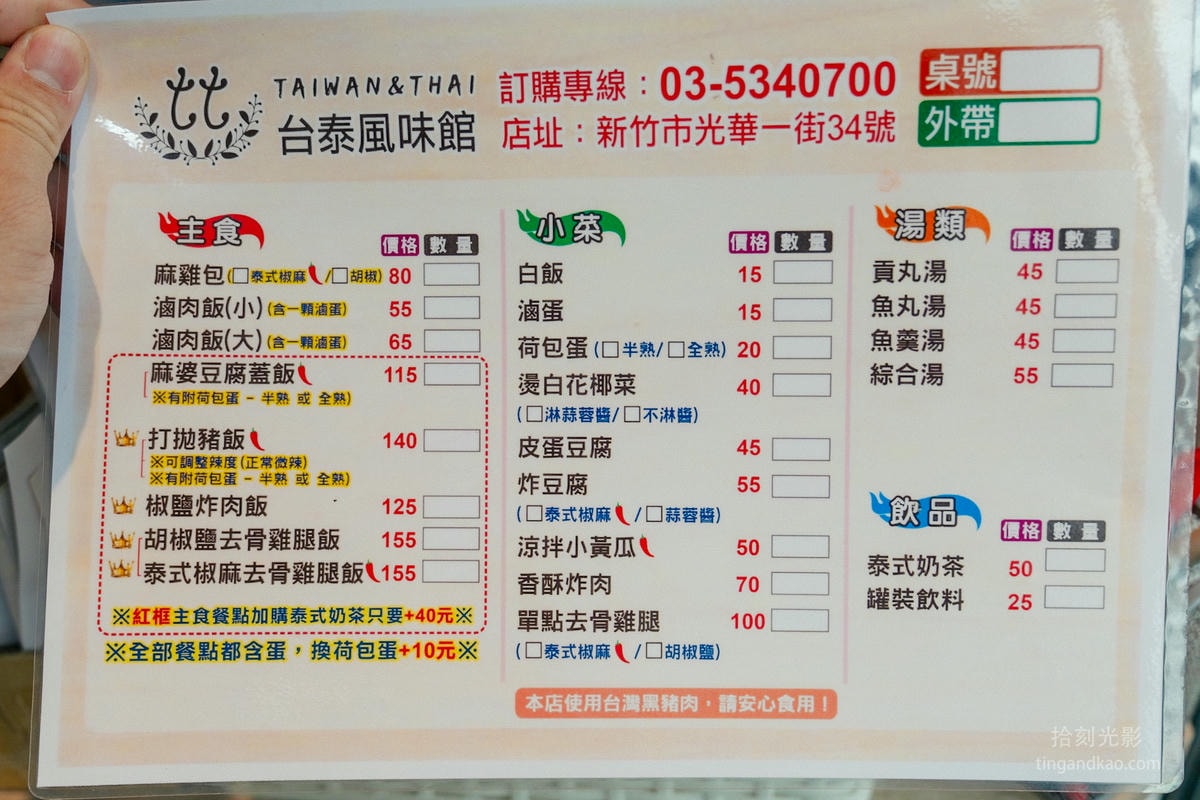 TAIWAN&THAI
台泰風味館
訂購專線：03-5340700
店址：新竹市光華一街34號
桌號
外帶
主食
價格 數量
麻雞包(□泰式椒麻/□胡椒) 80
滷肉飯(小)(含一顆滷蛋) 55
滷肉飯(大)(含一顆滷蛋) 65
麻婆豆腐蓋飯 115
※有附荷包蛋 - 半熟 或 全熟)
打拋豬飯 140
※可調整辣度(正常微辣)
※有附荷包蛋 - 半熟 或 全熟)
椒鹽炸肉飯 125
胡椒鹽去骨雞腿飯 155
泰式椒麻去骨雞腿飯 155
※紅框主食餐點加購泰式奶茶只要+40元※
※全部餐點都含蛋，換荷包蛋+10元※
小菜
價格 數量
白飯 15
滷蛋 15
荷包蛋(□半熟/□全熟) 20
燙白花椰菜 40
(□淋蒜蓉醬/□不淋醬)
皮蛋豆腐 45
炸豆腐 55
(□泰式椒麻/□蒜蓉醬)
涼拌小黃瓜 50
香酥炸肉 70
單點去骨雞腿 100
(□泰式椒麻/□胡椒鹽)
本店使用台灣黑豬肉，請安心食用！
湯類
價格 數量
貢丸湯 45
魚丸湯 45
魚羹湯 45
綜合湯 55
飲品
價格 數量
泰式奶茶 50
罐裝飲料 25
拾刻光影
tingandkao.com